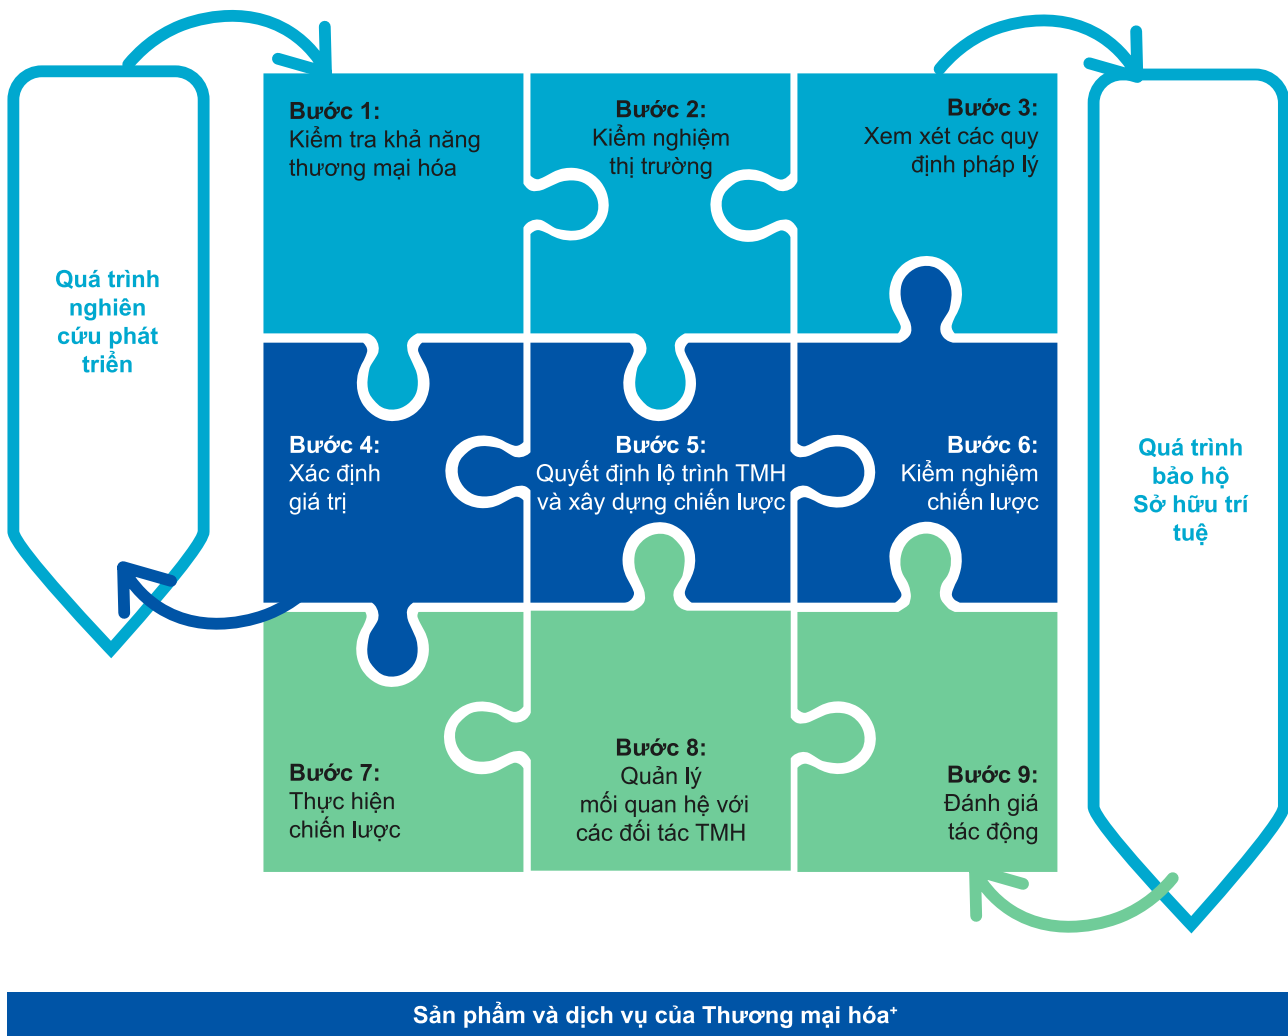 Bước 1:
Kiểm tra khả năng
thương mại hóa
Bước 2:
Kiểm nghiệm
thị trường
Bước 3:
Xem xét các quy
định pháp lý
Quá trình
nghiên
cứu phát
triển
Bước 4:
Xác định
giá trị
Bước 5:
Quyết định lộ trình TMH
và xây dựng chiến lược
Bước 6:
Kiểm nghiệm
chiến lược
Quá trình
bảo hộ
Sở hữu trí
tuệ
Bước 7:
Thực hiện
chiến lược
Bước 8:
Quản lý
mối quan hệ với
các đối tác TMH
Bước 9:
Đánh giá
tác động
Sản phẩm và dịch vụ của Thương mại hóa⁺